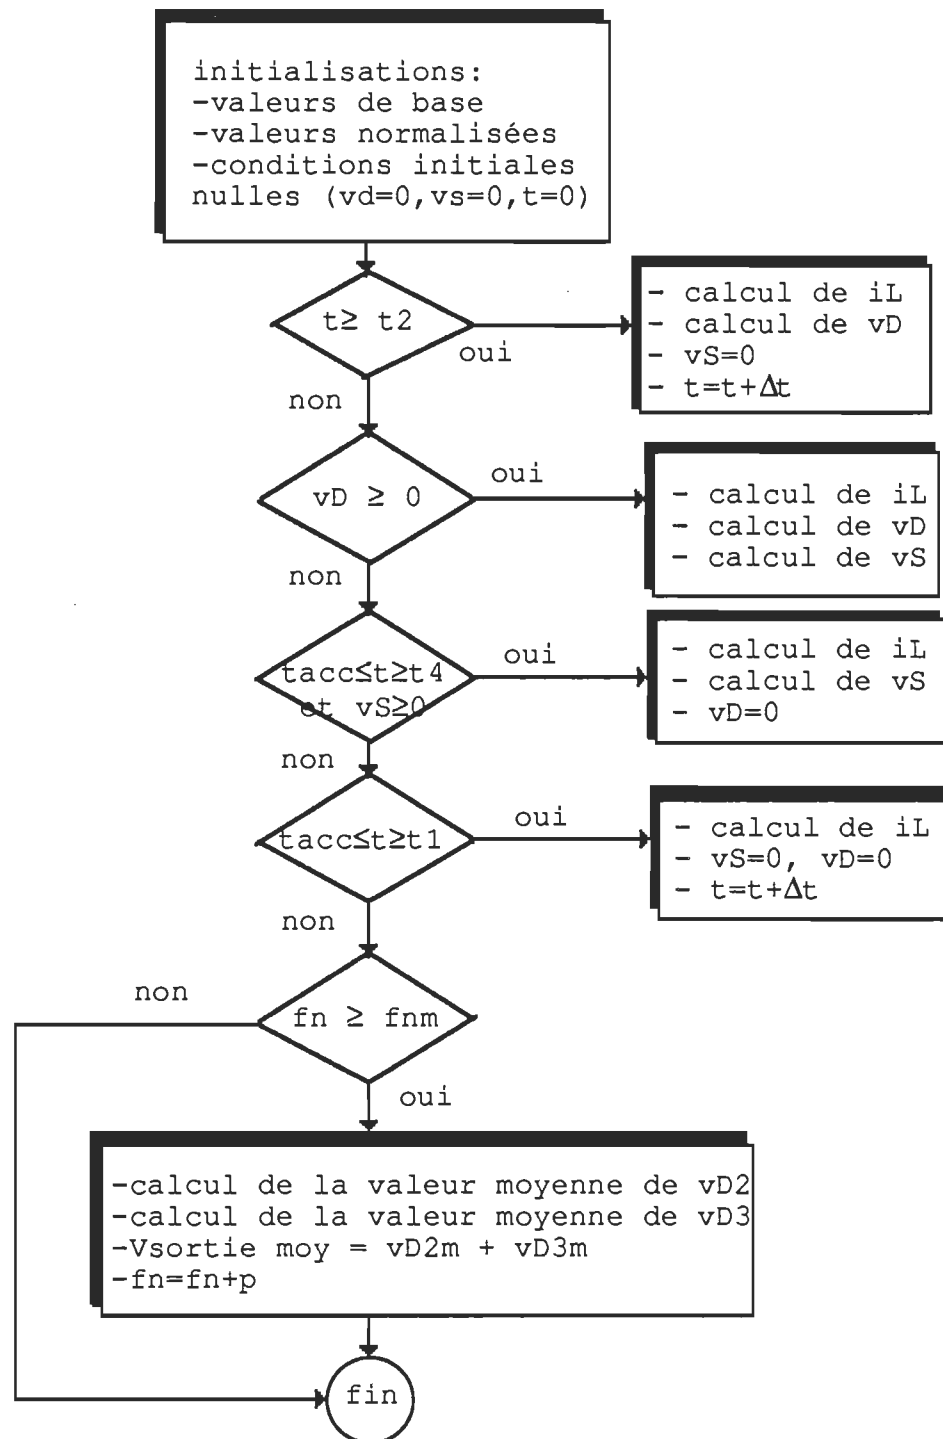 initialisations:
-valeurs de base
-valeurs normalisées
-conditions initiales
nulles (vd=0,vs=0,t=0)
t≥ t2
oui
- calcul de iL
- calcul de vD
- vS=0
- t=t+Δt
non
vD ≥ 0
oui
- calcul de iL
- calcul de vD
- calcul de vS
non
tacc≤t≥t4
et vS≥0
oui
- calcul de iL
- calcul de vS
- vD=0
non
tacc≤t≥t1
oui
- calcul de iL
- vS=0, vD=0
- t=t+Δt
non
fn ≥ fnm
non
oui
-calcul de la valeur moyenne de vD2
-calcul de la valeur moyenne de vD3
-Vsortie moy = vD2m + vD3m
-fn=fn+p
fin